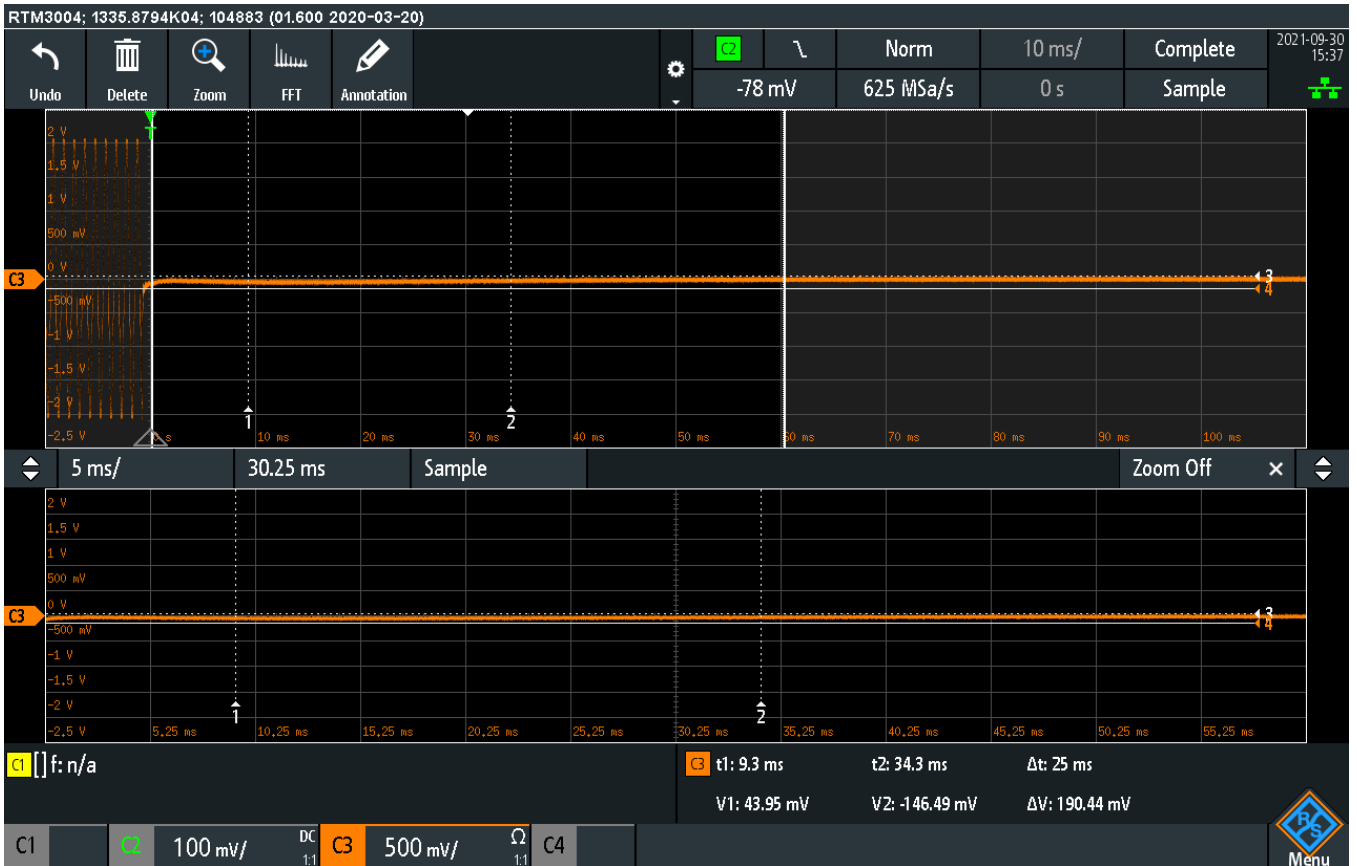 RTM3004; 1335.8794K04; 104883 (01.600 2020-03-20)
Undo Delete Zoom FFT Annotation
C2 Norm 10 ms/ Complete 2021-09-30
15:37
-78 mV 625 MSa/s 0 s Sample
T
2 V
1.5 V
1 V
500 mV
0 V
C3 3
4
-500 mV
-1 V
-1.5 V
-2 V
1 2
-2.5 V 0 s 10 ms 20 ms 30 ms 40 ms 50 ms 60 ms 70 ms 80 ms 90 ms 100 ms
5 ms/ 30.25 ms Sample Zoom Off ×
2 V
1.5 V
1 V
500 mV
0 V
C3 3
4
-500 mV
-1 V
-1.5 V
-2 V
1 2
-2.5 V 5.25 ms 10.25 ms 15.25 ms 20.25 ms 25.25 ms 30.25 ms 35.25 ms 40.25 ms 45.25 ms 50.25 ms 55.25 ms
C1 [] f: n/a C3 t1: 9.3 ms t2: 34.3 ms Δt: 25 ms
V1: 43.95 mV V2: -146.49 mV ΔV: 190.44 mV
C1 C2 100 mV/ DC 1:1 C3 500 mV/ Ω 1:1 C4 R&S
Menu